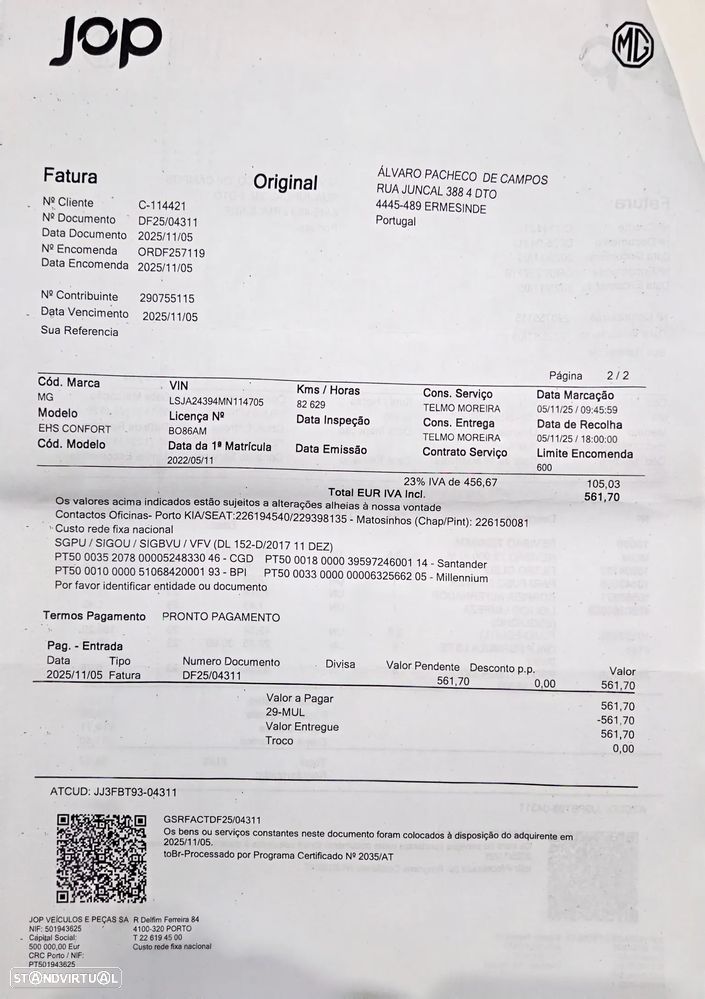 jop
MG
Fatura
Original
ÁLVARO PACHECO DE CAMPOS
RUA JUNCAL 388 4 DTO
4445-489 ERMESINDE
Portugal
Nº Cliente C-114421
Nº Documento DF25/04311
Data Documento 2025/11/05
Nº Encomenda ORDF257119
Data Encomenda 2025/11/05
Nº Contribuinte 290755115
Data Vencimento 2025/11/05
Sua Referencia
Página 2 / 2
Cód. Marca VIN Kms / Horas Cons. Serviço Data Marcação
MG LSJA24394MN114705 82 629 TELMO MOREIRA 05/11/25 / 09:45:59
Modelo Licença Nº Data Inspeção Cons. Entrega Data de Recolha
EHS CONFORT BO86AM TELMO MOREIRA 05/11/25 / 18:00:00
Cód. Modelo Data da 1ª Matrícula Data Emissão Contrato Serviço Limite Encomenda
2022/05/11 600
23% IVA de 456,67 105,03
Total EUR IVA Incl. 561,70
Os valores acima indicados estão sujeitos a alterações alheias à nossa vontade
Contactos Oficinas- Porto KIA/SEAT:226194540/229398135 - Matosinhos (Chap/Pint): 226150081
Custo rede fixa nacional
SGPU / SIGOU / SIGBVU / VFV (DL 152-D/2017 11 DEZ)
PT50 0035 2078 00005248330 46 - CGD PT50 0018 0000 39597246001 14 - Santander
PT50 0010 0000 51068420001 93 - BPI PT50 0033 0000 00006325662 05 - Millennium
Por favor identificar entidade ou documento
Termos Pagamento PRONTO PAGAMENTO
Pag. - Entrada
Data Tipo Numero Documento Divisa Valor Pendente Desconto p.p. Valor
2025/11/05 Fatura DF25/04311 561,70 0,00 561,70
Valor a Pagar 561,70
29-MUL -561,70
Valor Entregue 561,70
Troco 0,00
ATCUD: JJ3FBT93-04311
GSRFACTDF25/04311
Os bens ou serviços constantes neste documento foram colocados à disposição do adquirente em
2025/11/05.
toBr-Processado por Programa Certificado Nº 2035/AT
JOP VEÍCULOS E PEÇAS SA R Delfim Ferreira 84
NIF: 501943625 4100-320 PORTO
Capital Social: T 22 619 45 00
500 000,00 Eur Custo rede fixa nacional
CRC Porto / NIF:
PT501943625
STANDVIRTUAL